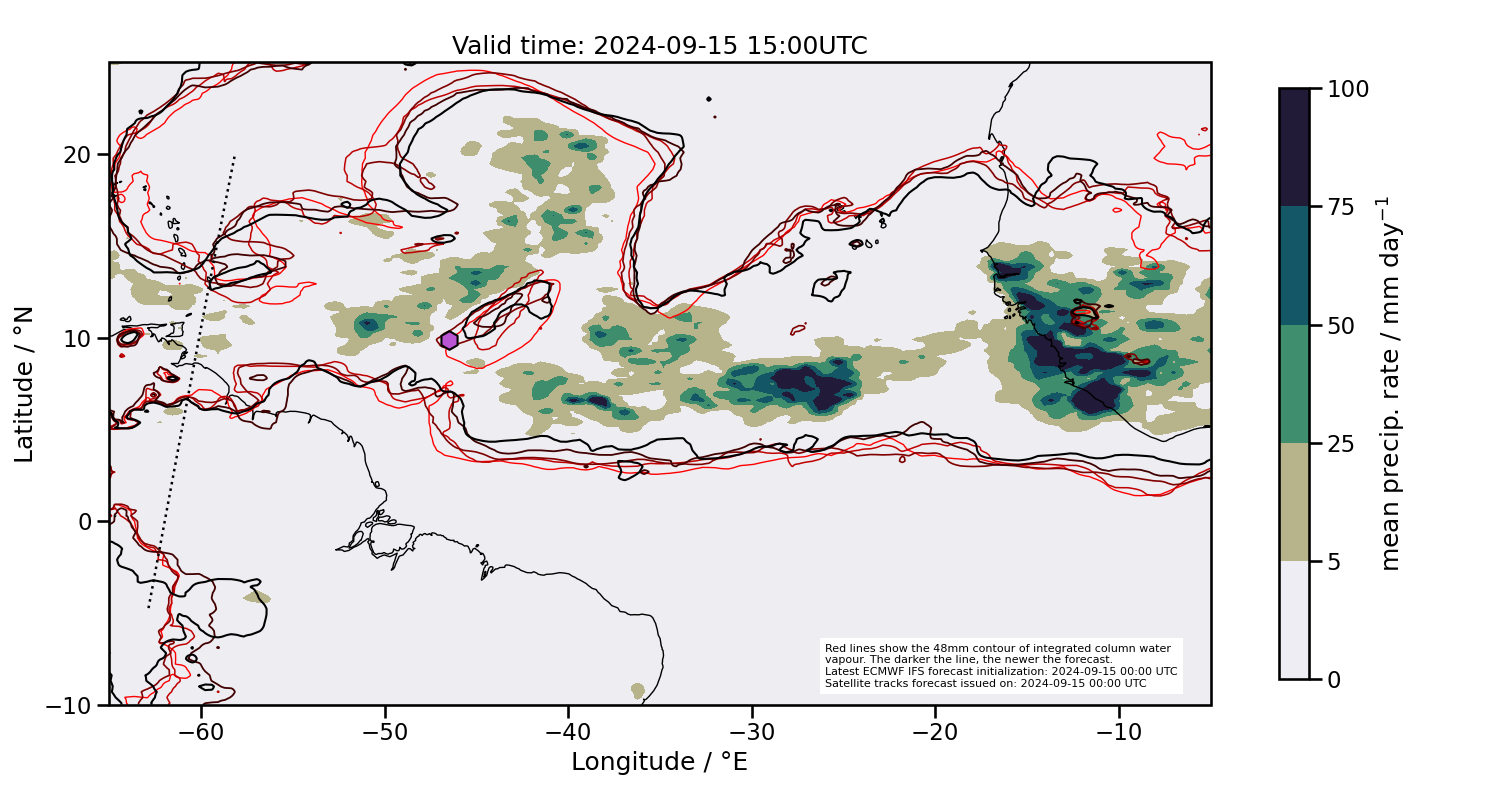 Valid time: 2024-09-15 15:00UTC
Latitude / °N
20
10
0
−10
−60
−50
−40
−30
−20
−10
Longitude / °E
Red lines show the 48mm contour of integrated column water
vapour. The darker the line, the newer the forecast.
Latest ECMWF IFS forecast initialization: 2024-09-15 00:00 UTC
Satellite tracks forecast issued on: 2024-09-15 00:00 UTC
100
75
50
25
5
0
mean precip. rate / mm day⁻¹